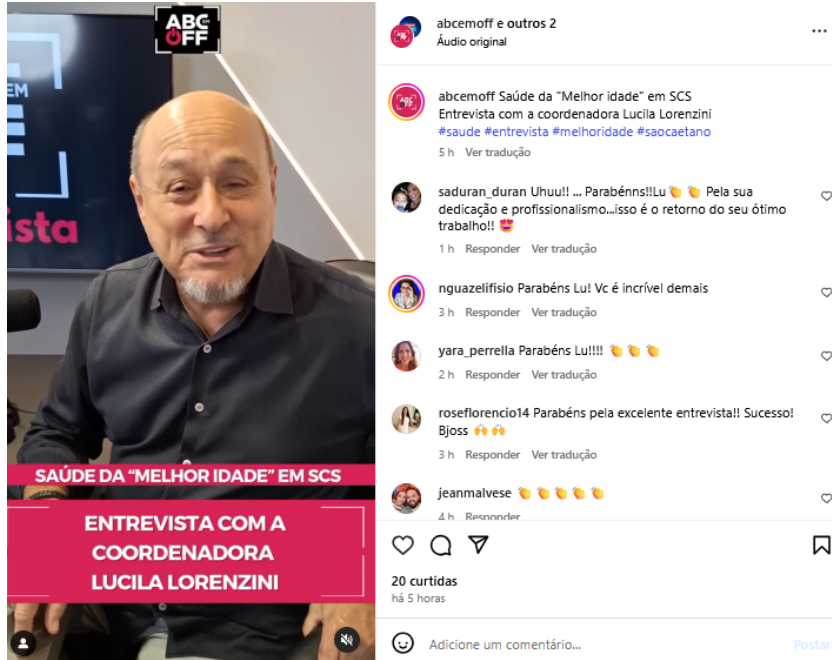 ABC EM
OFF
EM
ista
SAÚDE DA “MELHOR IDADE” EM SCS
ENTREVISTA COM A
COORDENADORA
LUCILA LORENZINI
abcemoff e outros 2
Áudio original
abcemoff Saúde da "Melhor idade" em SCS
Entrevista com a coordenadora Lucila Lorenzini
#saude #entrevista #melhoridade #saocaetano
5 h Ver tradução
saduran_duran Uhuu!! ... Parabénns!!Lu👏 👏 Pela sua
dedicação e profissionalismo...isso é o retorno do seu ótimo
trabalho!! 😍
1 h Responder Ver tradução
nguazelifisio Parabéns Lu! Vc é incrível demais
3 h Responder Ver tradução
yara_perrella Parabéns Lu!!!! 👏 👏 👏
2 h Responder Ver tradução
roseflorencio14 Parabéns pela excelente entrevista!! Sucesso!
Bjoss 🙌 🙌
3 h Responder Ver tradução
jeanmalvese 👏 👏 👏 👏 👏
4 h Responder
20 curtidas
há 5 horas
Adicione um comentário...
Postar